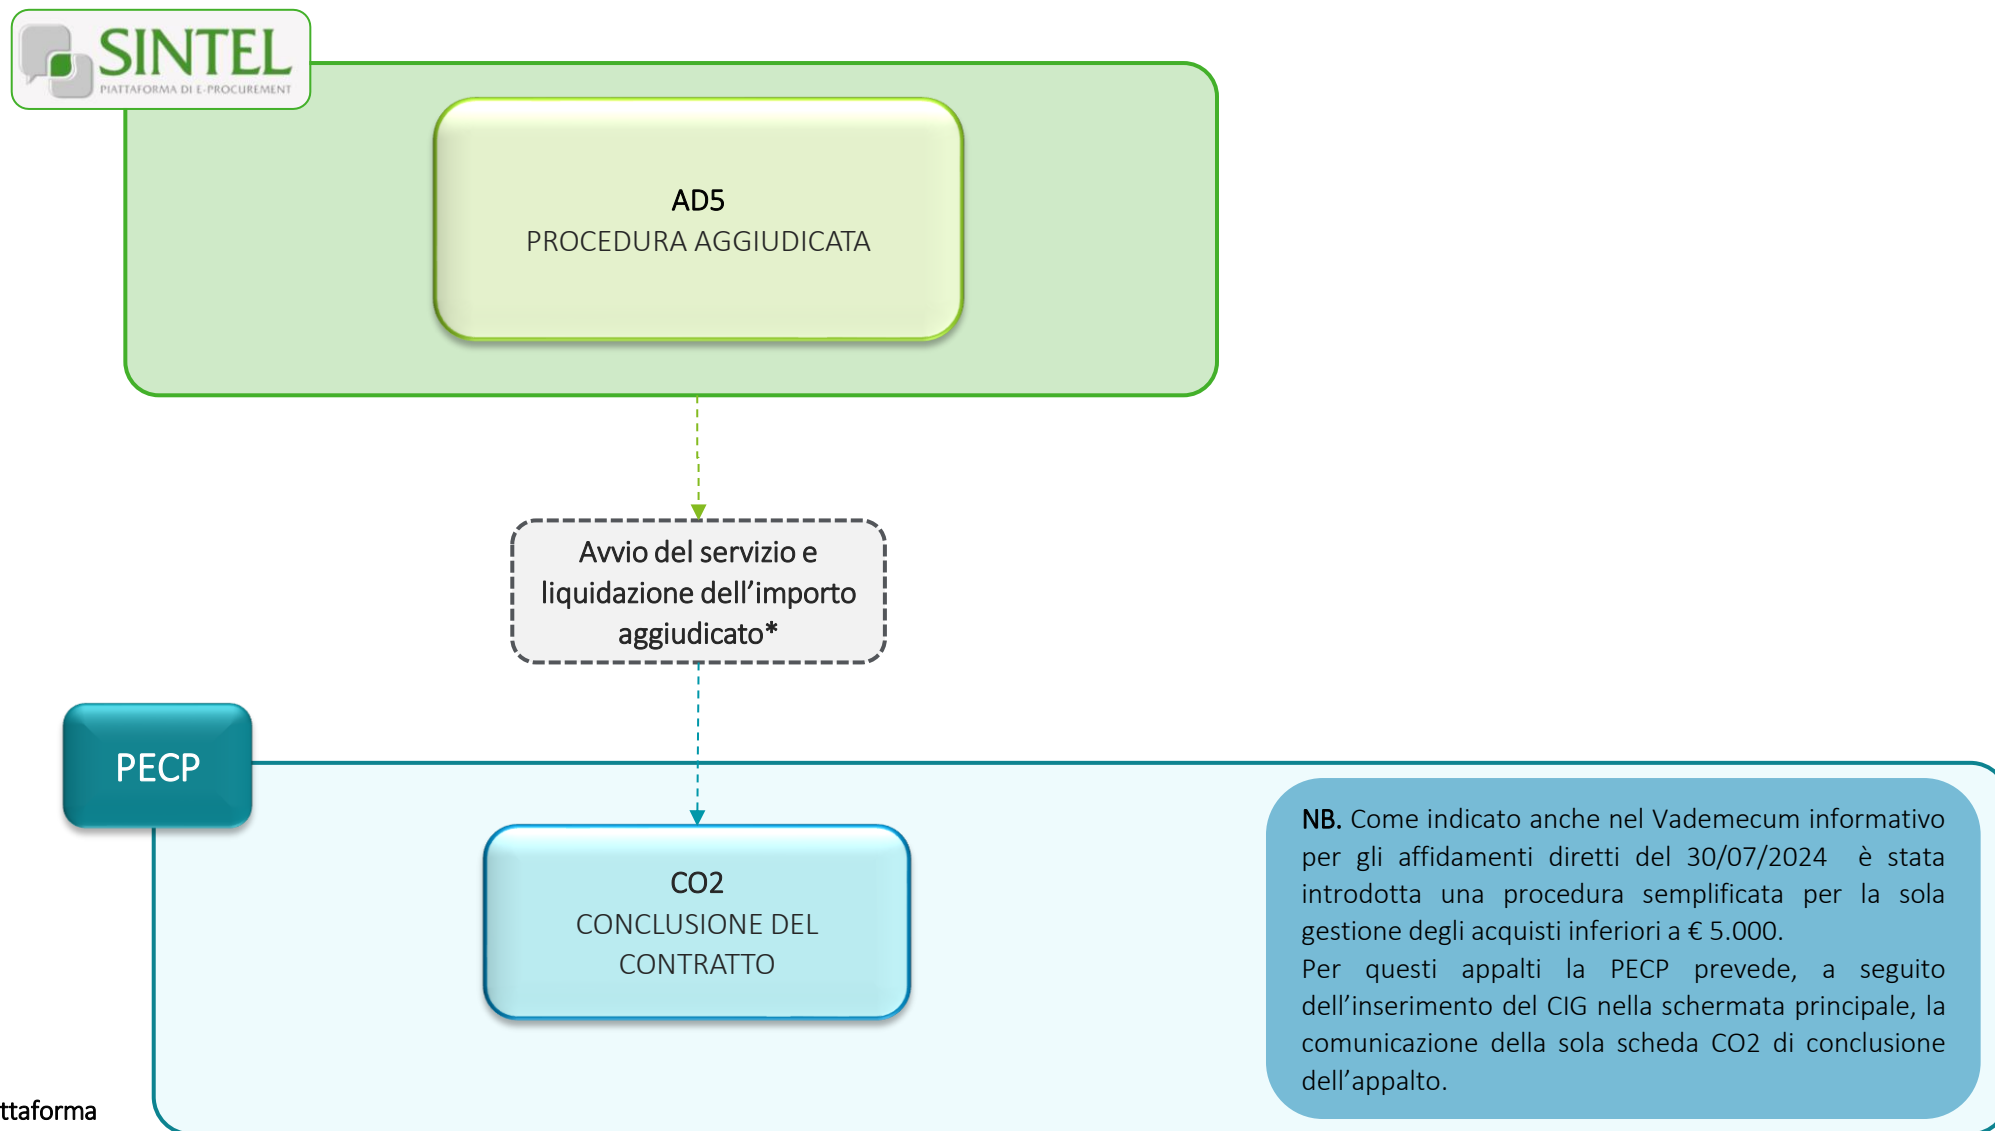 SINTEL
PIATTAFORMA DI E-PROCUREMENT
AD5
PROCEDURA AGGIUDICATA
Avvio del servizio e
liquidazione dell’importo
aggiudicato*
PECP
CO2
CONCLUSIONE DEL
CONTRATTO
NB. Come indicato anche nel Vademecum informativo
per gli affidamenti diretti del 30/07/2024 è stata
introdotta una procedura semplificata per la sola
gestione degli acquisti inferiori a € 5.000.
Per questi appalti la PECP prevede, a seguito
dell’inserimento del CIG nella schermata principale, la
comunicazione della sola scheda CO2 di conclusione
dell’appalto.
ttaforma